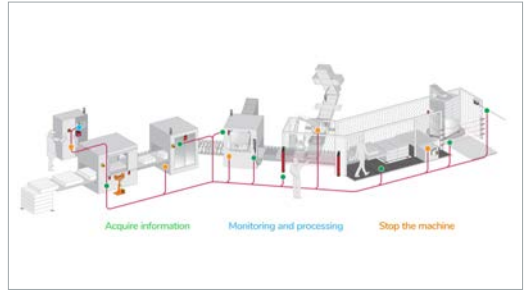 Acquire information
Monitoring and processing
Stop the machine